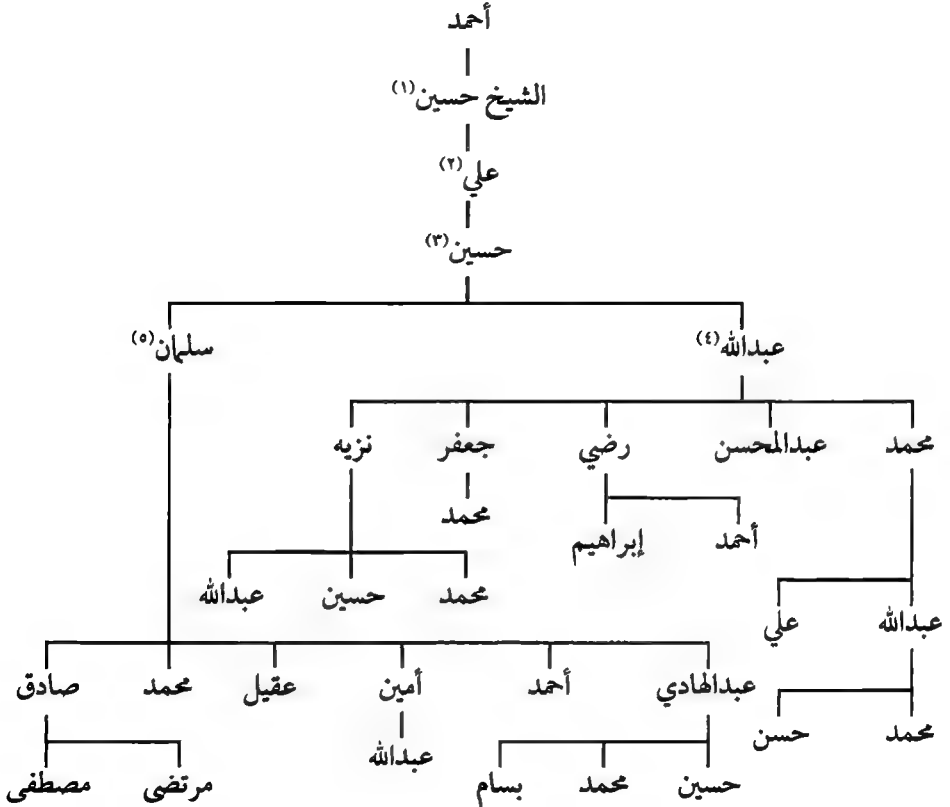 أحمد
الشيخ حسين (١)
علي (٢)
حسين (٣)
عبدالله (٤) سلمان (٥)
محمد عبدالمحسن رضي جعفر نزيه
محمد
أحمد إبراهيم
محمد حسين عبدالله
عبدالله علي
عبدالهادي أحمد أمين عقيل محمد صادق
محمد حسن
عبدالله
حسين محمد بسام مرتضى مصطفى